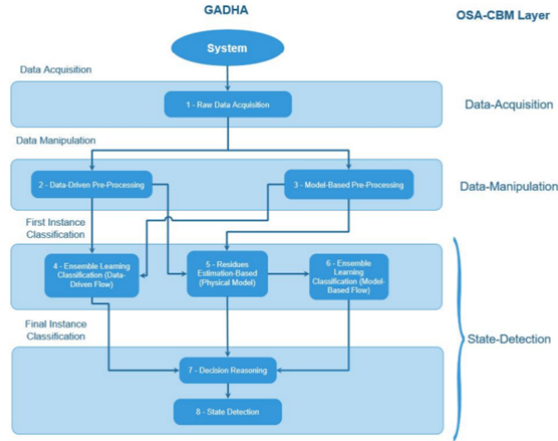 GADHA
OSA-CBM Layer
System
Data Acquisition
1 - Raw Data Acquisition
Data-Acquisition
Data Manipulation
2 - Data-Driven Pre-Processing
3 - Model-Based Pre-Processing
Data-Manipulation
First Instance
Classification
4 - Ensemble Learning
Classification (Data-
Driven Flow)
5 - Residues
Estimation-Based
(Physical Model)
6 - Ensemble
Learning
Classification (Model-
Based Flow)
State-Detection
Final Instance
Classification
7 - Decision Reasoning
8 - State Detection